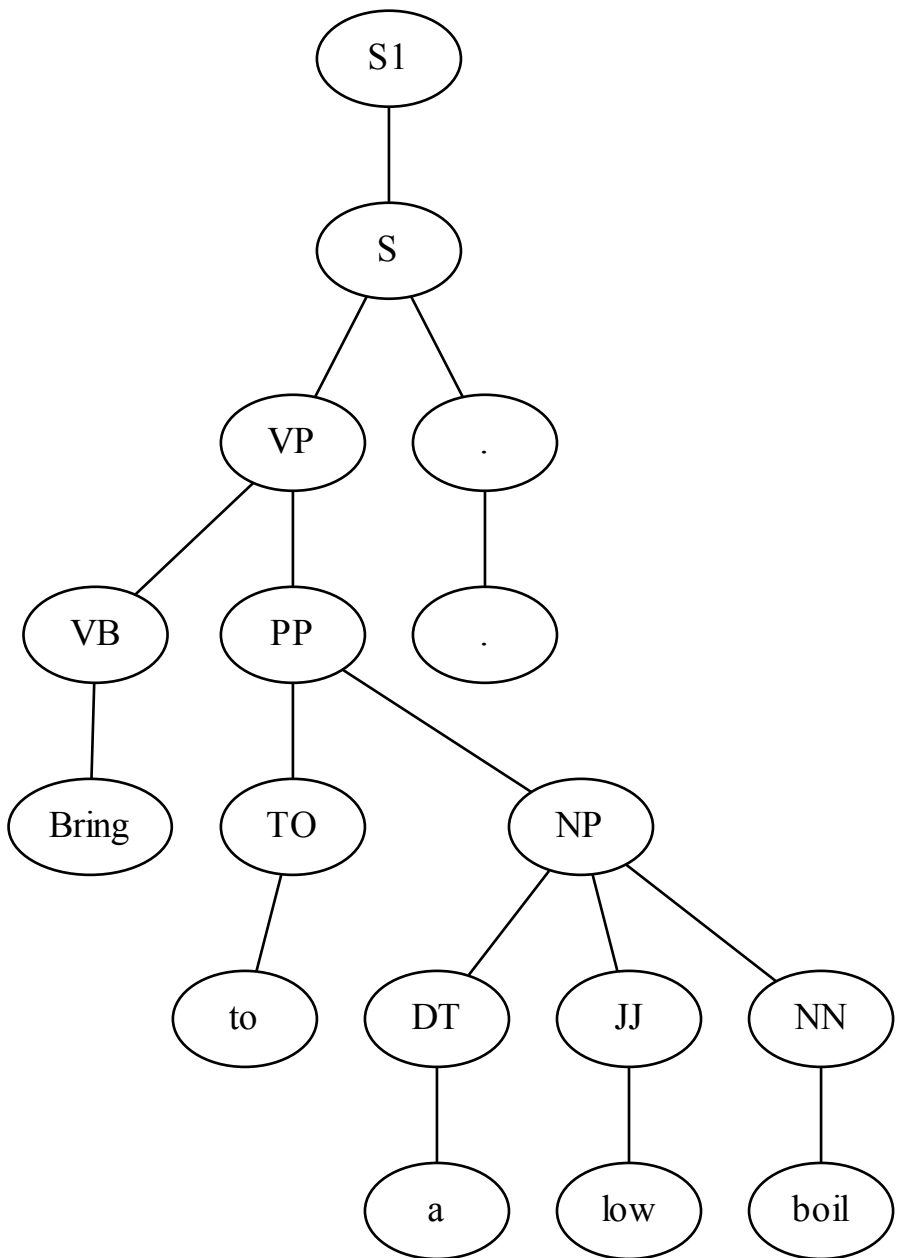 S1
S
VP .
VB PP .
Bring TO NP
to DT JJ NN
a low boil